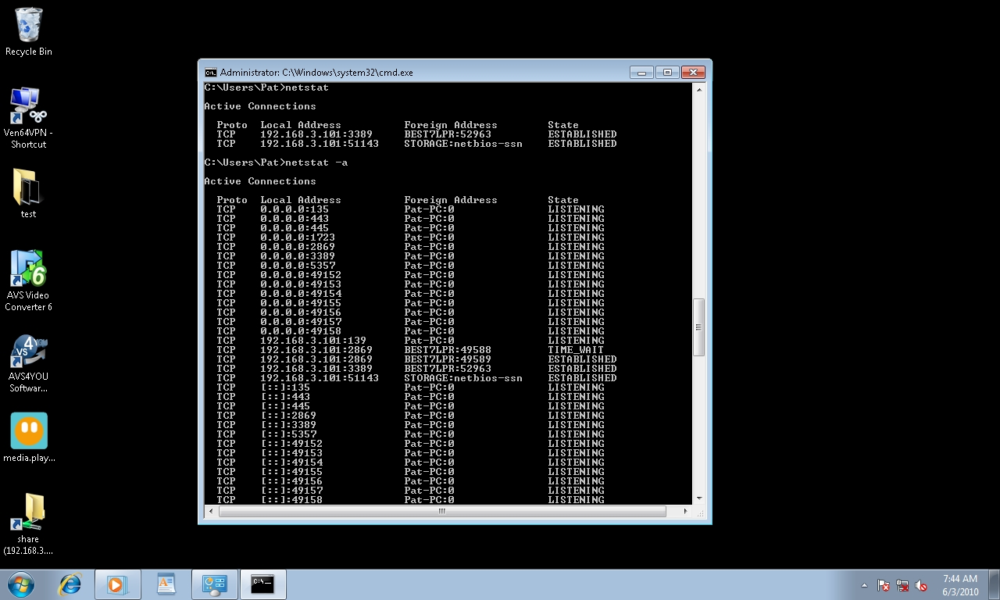 Recycle Bin
Ven64VPN -
Shortcut
test
AVS Video
Converter 6
AVS4YOU
Softwar...
media.play...
share
(192.168.3....
Administrator: C:\Windows\system32\cmd.exe
C:\Users\Pat>netstat
Active Connections
Proto Local Address Foreign Address State
TCP 192.168.3.101:3389 BEST7LPR:52963 ESTABLISHED
TCP 192.168.3.101:51143 STORAGE:netbios-ssn ESTABLISHED
C:\Users\Pat>netstat -a
Active Connections
Proto Local Address Foreign Address State
TCP 0.0.0.0:135 Pat-PC:0 LISTENING
TCP 0.0.0.0:443 Pat-PC:0 LISTENING
TCP 0.0.0.0:445 Pat-PC:0 LISTENING
TCP 0.0.0.0:1723 Pat-PC:0 LISTENING
TCP 0.0.0.0:2869 Pat-PC:0 LISTENING
TCP 0.0.0.0:3389 Pat-PC:0 LISTENING
TCP 0.0.0.0:5357 Pat-PC:0 LISTENING
TCP 0.0.0.0:49152 Pat-PC:0 LISTENING
TCP 0.0.0.0:49153 Pat-PC:0 LISTENING
TCP 0.0.0.0:49154 Pat-PC:0 LISTENING
TCP 0.0.0.0:49155 Pat-PC:0 LISTENING
TCP 0.0.0.0:49156 Pat-PC:0 LISTENING
TCP 0.0.0.0:49157 Pat-PC:0 LISTENING
TCP 0.0.0.0:49158 Pat-PC:0 LISTENING
TCP 192.168.3.101:139 Pat-PC:0 LISTENING
TCP 192.168.3.101:2869 BEST7LPR:49588 TIME_WAIT
TCP 192.168.3.101:2869 BEST7LPR:49589 ESTABLISHED
TCP 192.168.3.101:3389 BEST7LPR:52963 ESTABLISHED
TCP 192.168.3.101:51143 STORAGE:netbios-ssn ESTABLISHED
TCP [::]:135 Pat-PC:0 LISTENING
TCP [::]:443 Pat-PC:0 LISTENING
TCP [::]:445 Pat-PC:0 LISTENING
TCP [::]:2869 Pat-PC:0 LISTENING
TCP [::]:3389 Pat-PC:0 LISTENING
TCP [::]:5357 Pat-PC:0 LISTENING
TCP [::]:49152 Pat-PC:0 LISTENING
TCP [::]:49153 Pat-PC:0 LISTENING
TCP [::]:49154 Pat-PC:0 LISTENING
TCP [::]:49155 Pat-PC:0 LISTENING
TCP [::]:49156 Pat-PC:0 LISTENING
TCP [::]:49157 Pat-PC:0 LISTENING
TCP [::]:49158 Pat-PC:0 LISTENING
7:44 AM
6/3/2010